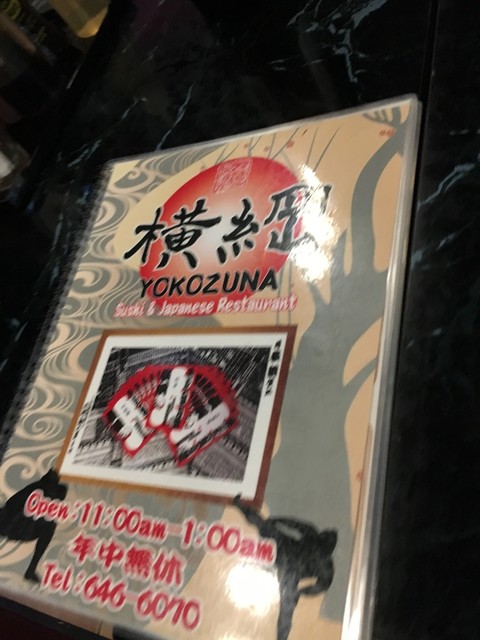 横綱
YOKOZUNA
Sushi & Japanese Restaurant
Open:11:00am-1:00am
年中無休
Tel:646-6070